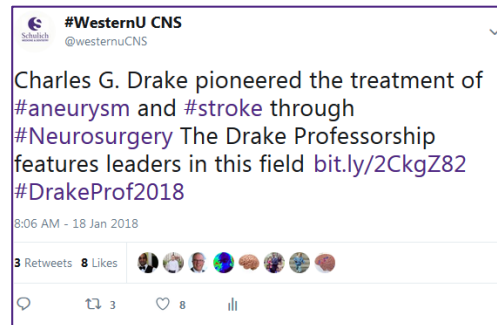 Schulich
#WesternU CNS
@westernuCNS
Charles G. Drake pioneered the treatment of
#aneurysm and #stroke through
#Neurosurgery The Drake Professorship
features leaders in this field bit.ly/2CkgZ82
#DrakeProf2018
8:06 AM - 18 Jan 2018
3 Retweets 8 Likes
3 8